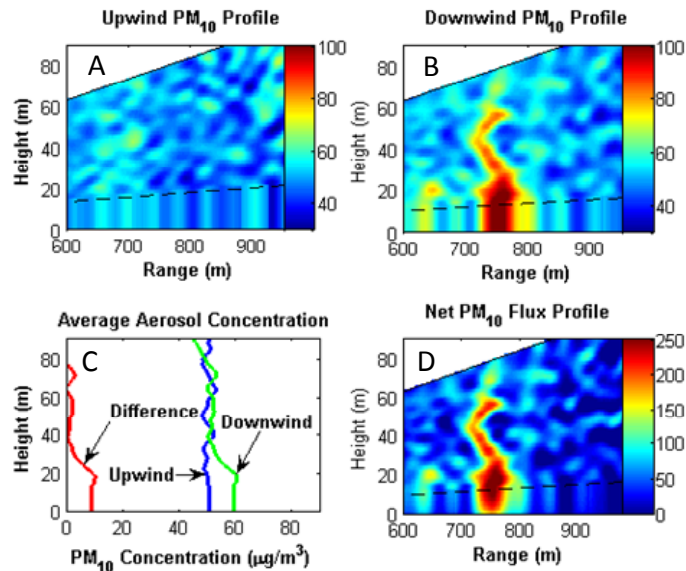 Upwind PM10 Profile
A
Height (m)
80
60
40
20
0
600 700 800 900
Range (m)
100
80
60
40
Downwind PM10 Profile
B
Height (m)
80
60
40
20
0
600 700 800 900
Range (m)
100
80
60
40
Average Aerosol Concentration
C
Height (m)
80
60
40
20
0
Difference
Downwind
Upwind
0 20 40 60 80
PM10 Concentration (μg/m³)
Net PM10 Flux Profile
D
Height (m)
80
60
40
20
0
600 700 800 900
Range (m)
250
200
150
100
50
0